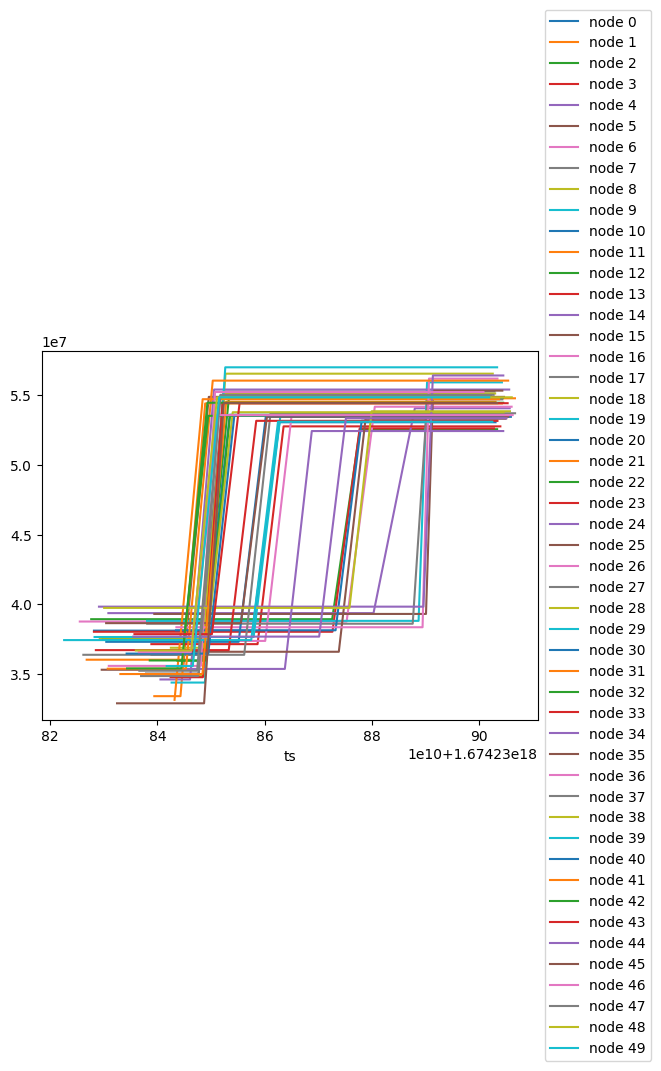 1e7
5.5
5.0
4.5
4.0
3.5
82 84 86 88 90
ts
1e10+1.67423e18
node 0
node 1
node 2
node 3
node 4
node 5
node 6
node 7
node 8
node 9
node 10
node 11
node 12
node 13
node 14
node 15
node 16
node 17
node 18
node 19
node 20
node 21
node 22
node 23
node 24
node 25
node 26
node 27
node 28
node 29
node 30
node 31
node 32
node 33
node 34
node 35
node 36
node 37
node 38
node 39
node 40
node 41
node 42
node 43
node 44
node 45
node 46
node 47
node 48
node 49